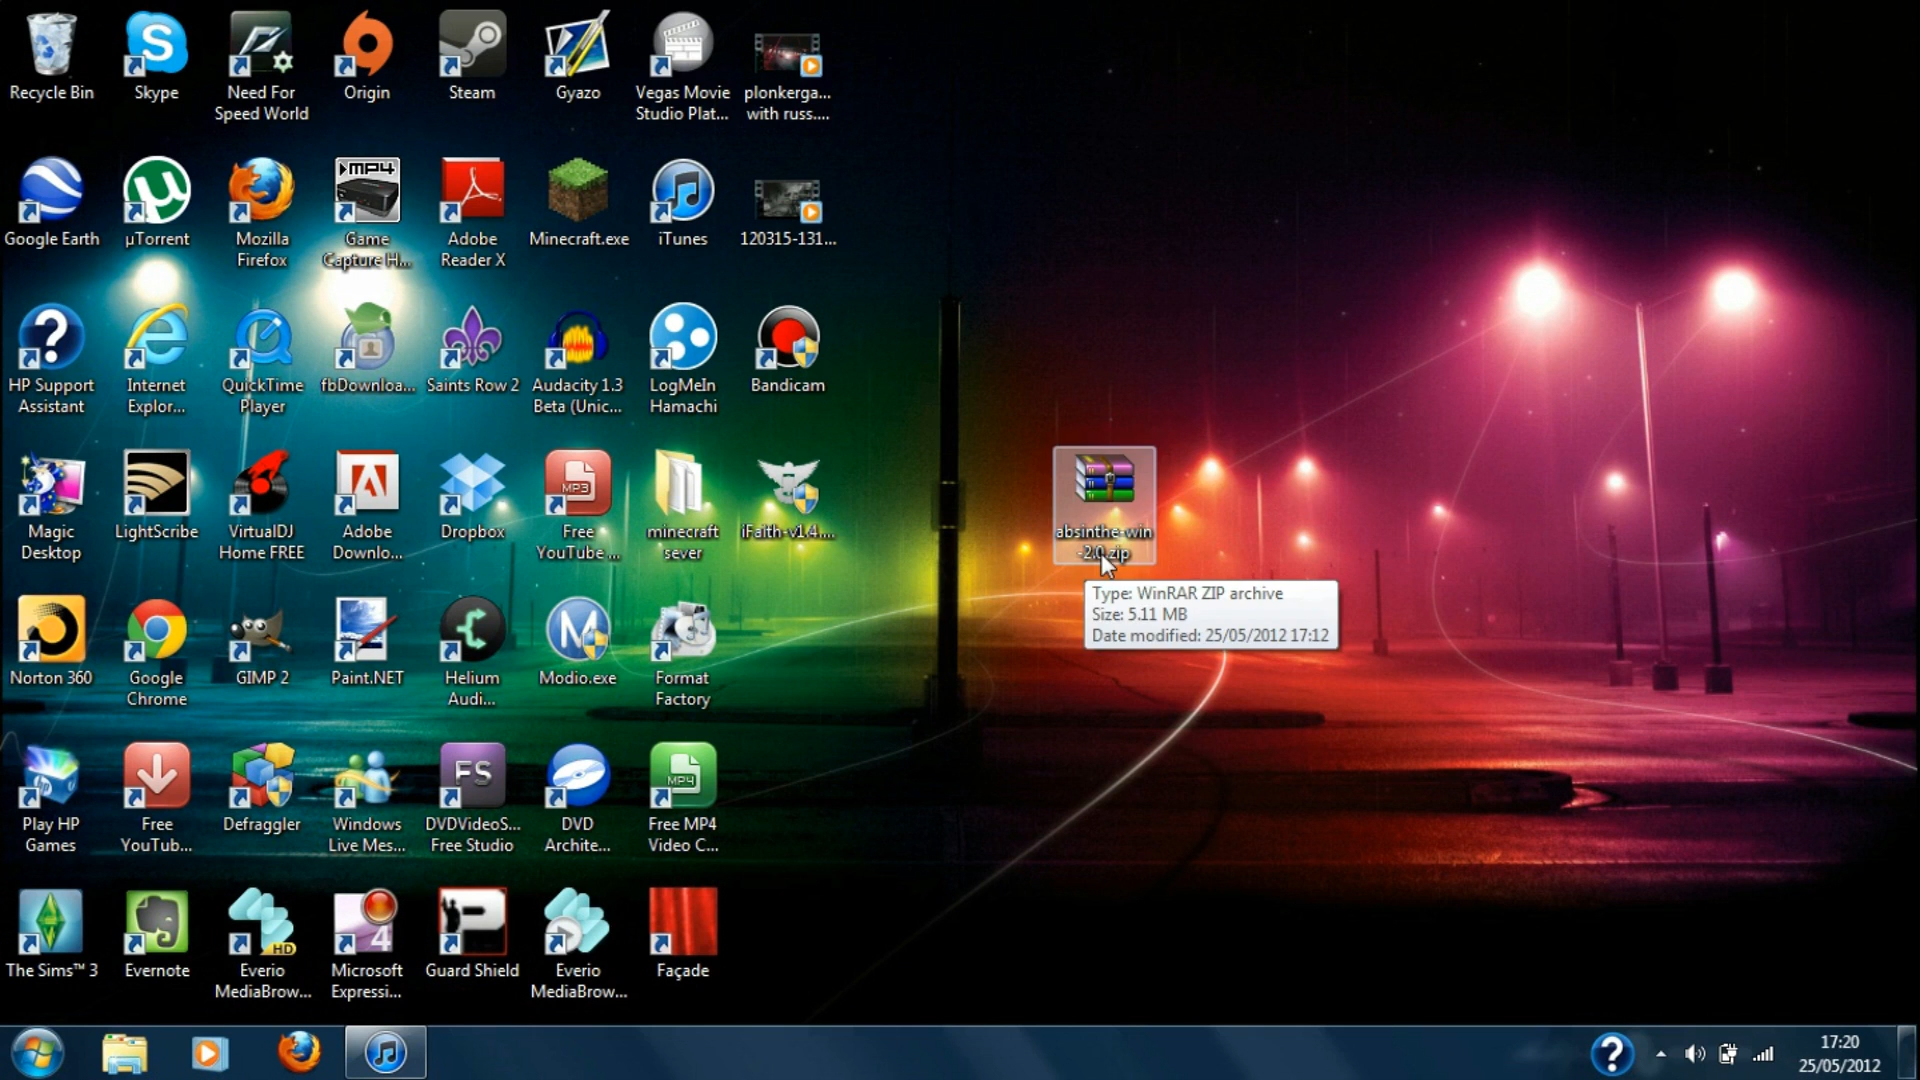 Recycle Bin
Skype
Need For
Speed World
Origin
Steam
Gyazo
Vegas Movie
Studio Plat...
plonkerga...
with russ....
Google Earth
µTorrent
Mozilla
Firefox
MP4
Game
Capture H...
Adobe
Reader X
Minecraft.exe
iTunes
120315-131...
HP Support
Assistant
Internet
Explor...
QuickTime
Player
fbDownloa...
Saints Row 2
Audacity 1.3
Beta (Unic...
LogMeIn
Hamachi
Bandicam
Magic
Desktop
LightScribe
VirtualDJ
Home FREE
Adobe
Downlo...
Dropbox
MP3
Free
YouTube ...
minecraft
sever
iFaith-v1.4....
absinthe-win
-2.0.zip
Type: WinRAR ZIP archive
Size: 5.11 MB
Date modified: 25/05/2012 17:12
Norton 360
Google
Chrome
GIMP 2
Paint.NET
Helium
Audi...
Modio.exe
Format
Factory
Play HP
Games
Free
YouTub...
Defraggler
Windows
Live Mes...
FS
DVDVideoS...
Free Studio
DVD
Archite...
MP4
Free MP4
Video C...
The Sims™ 3
Evernote
HD
Everio
MediaBrow...
4
Microsoft
Expressi...
Guard Shield
Everio
MediaBrow...
Façade
17:20
25/05/2012